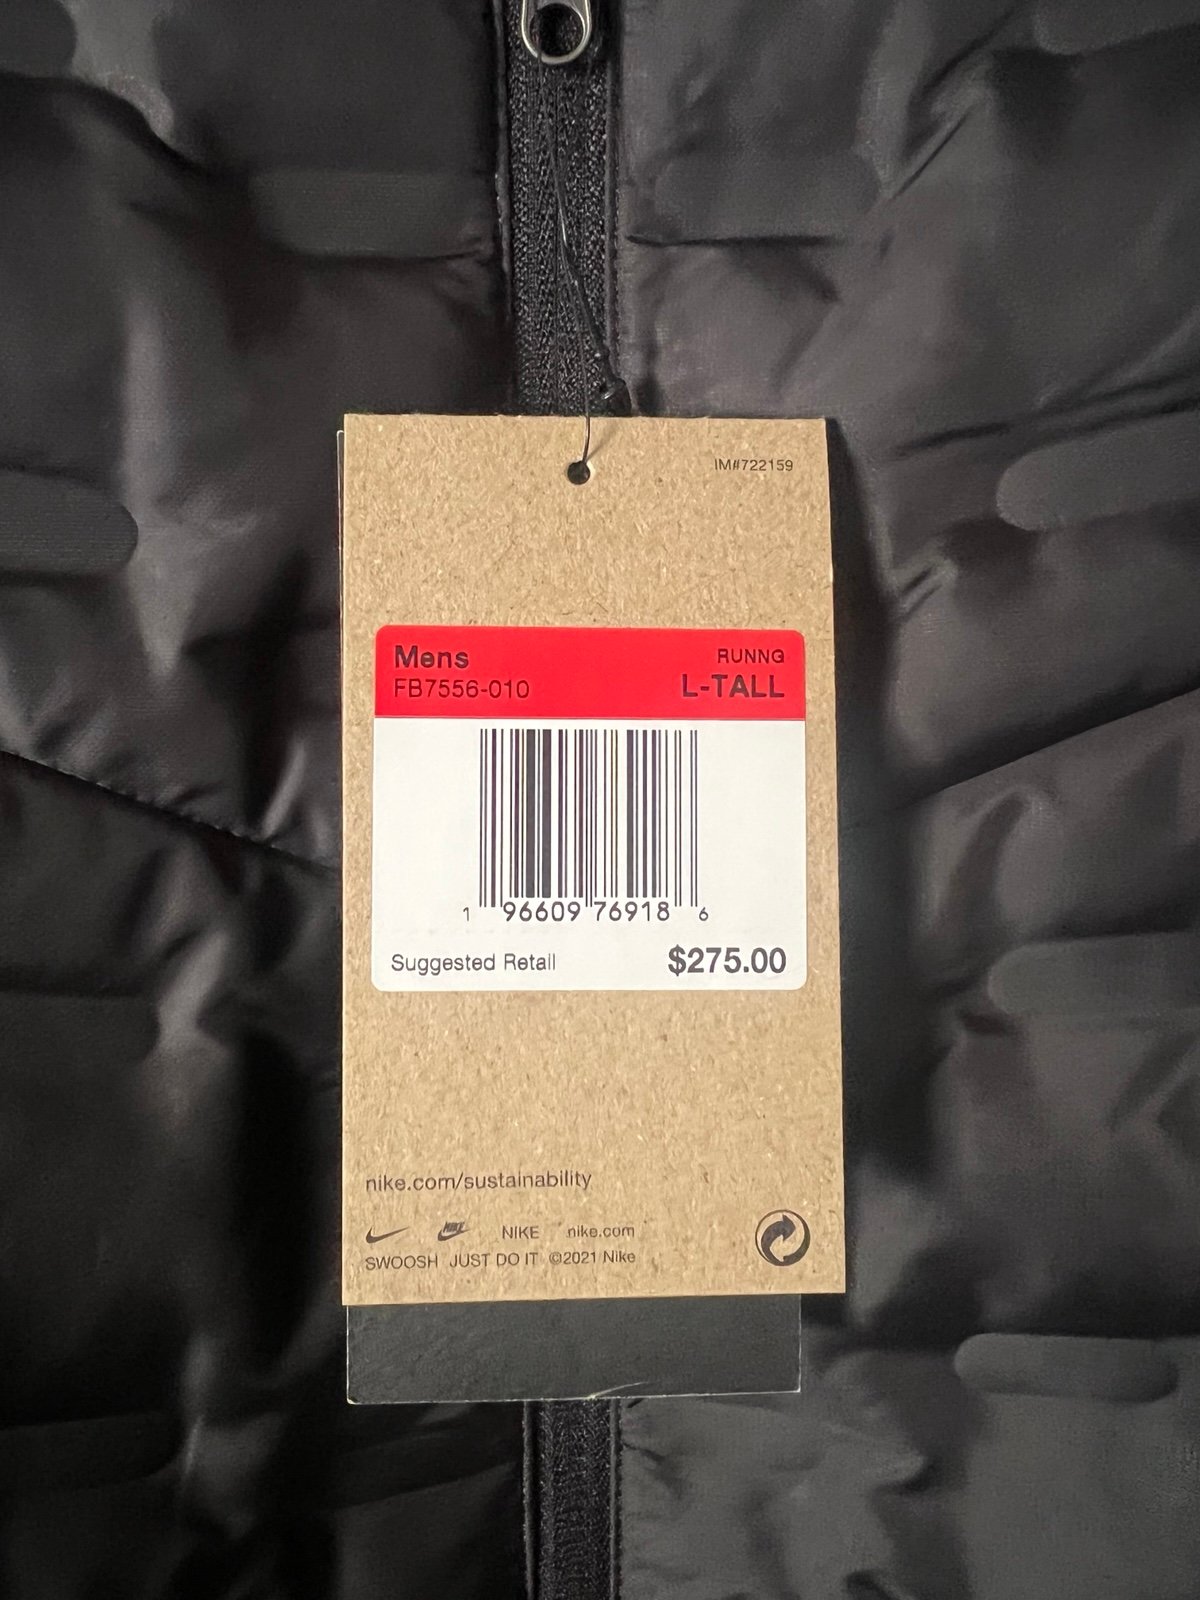 IM#722159
Mens
RUNNG
FB7556-010
L-TALL
1 96609 76918 6
Suggested Retail $275.00
nike.com/sustainability
NIKE NIKE nike.com
SWOOSH JUST DO IT ©2021 Nike